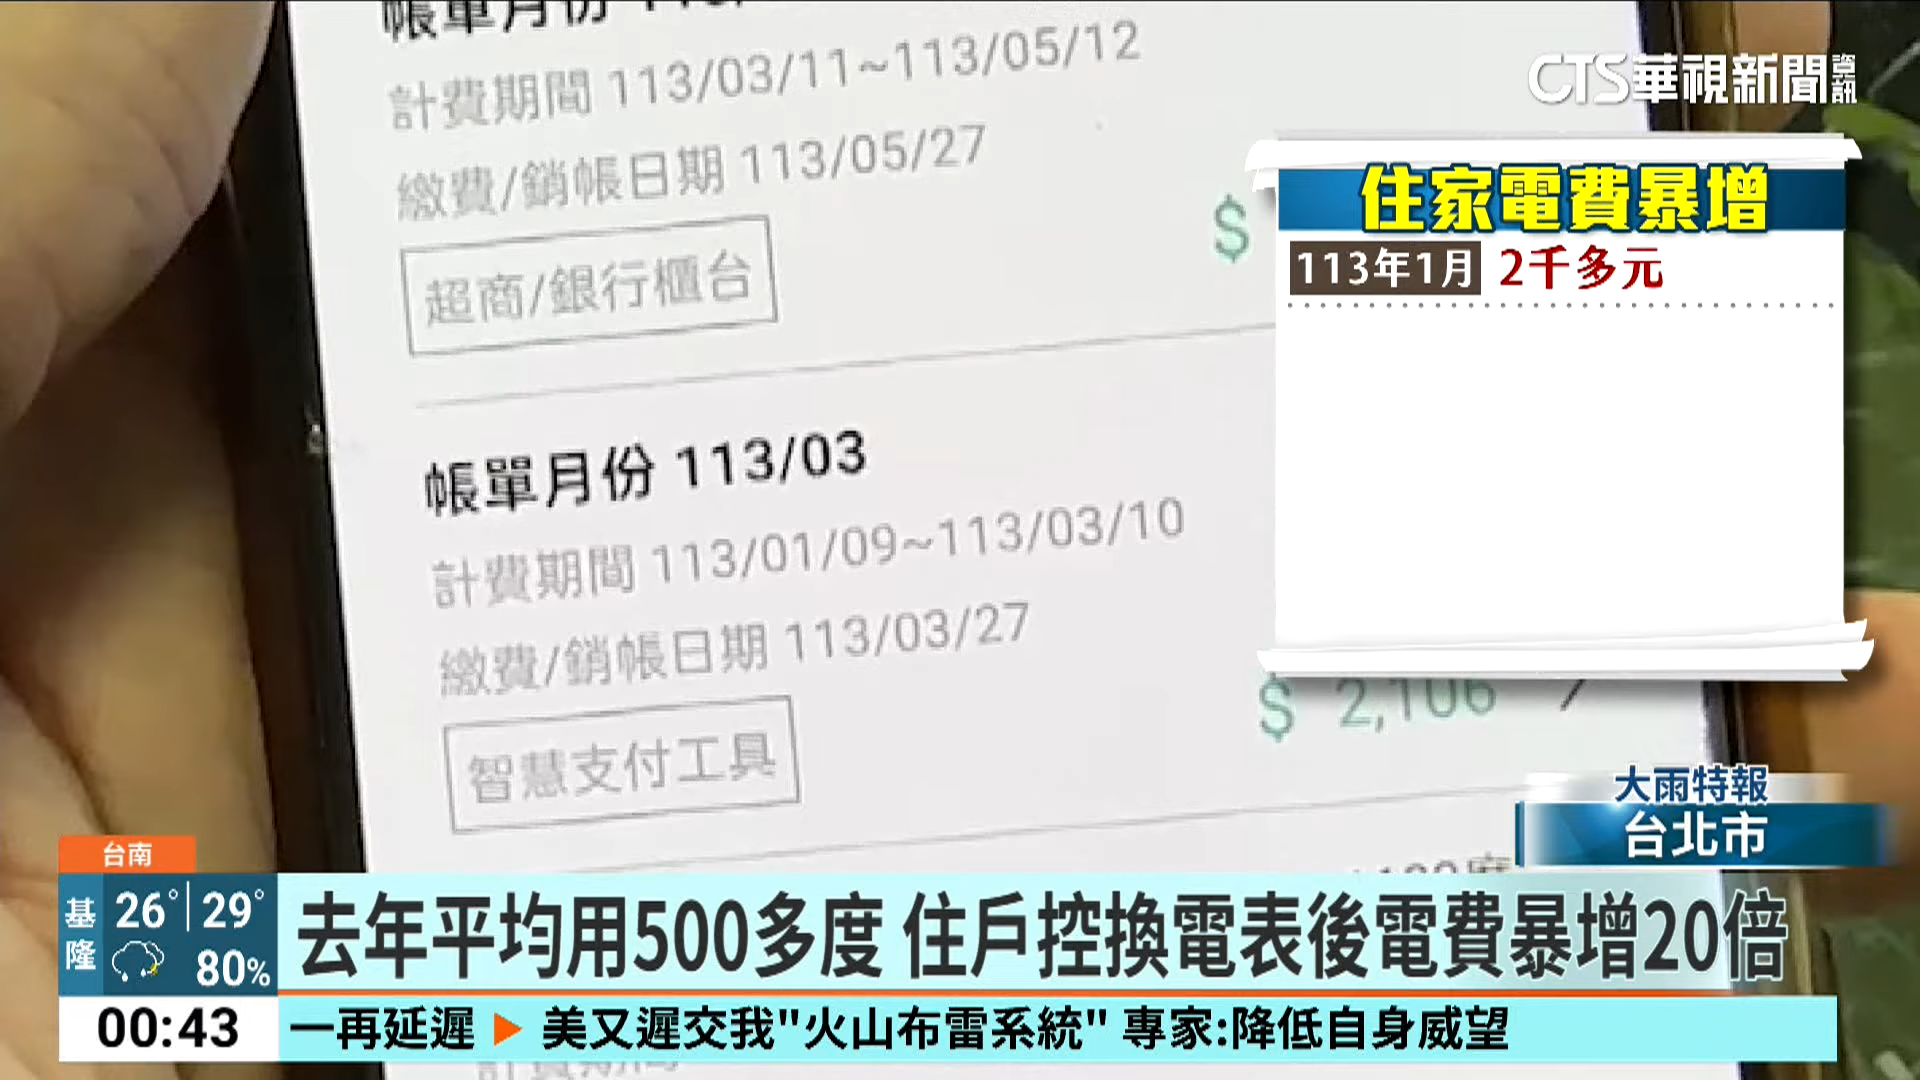 帳單月份 113/
計費期間 113/03/11~113/05/12
繳費/銷帳日期 113/05/27
$
超商/銀行櫃台
帳單月份 113/03
計費期間 113/01/09~113/03/10
繳費/銷帳日期 113/03/27
$ 2,106
智慧支付工具
CTS華視新聞資訊
住家電費暴增
113年1月 2千多元
大雨特報
台北市
台南
基隆 26° 29°
80%
去年平均用500多度 住戶控換電表後電費暴增20倍
00:43
一再延遲 ▶ 美又遲交我"火山布雷系統" 專家:降低自身威望
計費期間